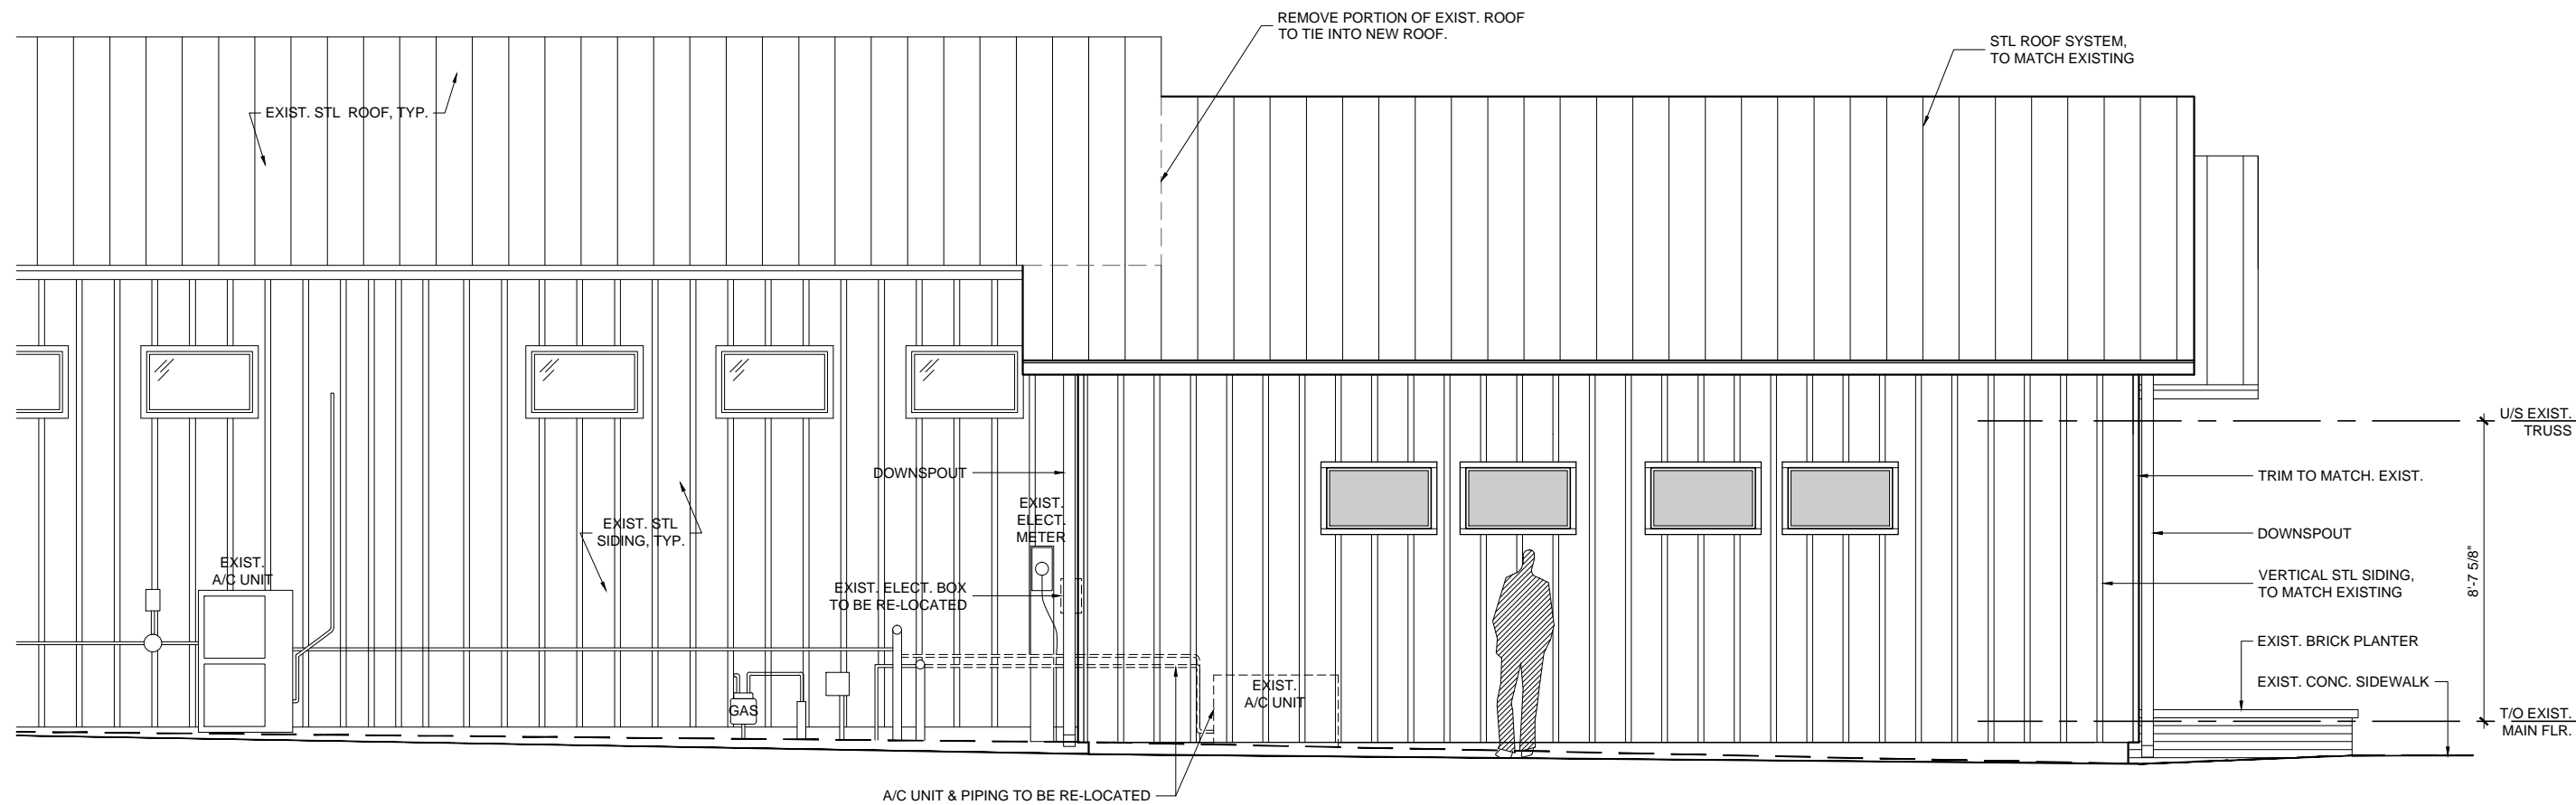 REMOVE PORTION OF EXIST. ROOF
TO TIE INTO NEW ROOF.
STL ROOF SYSTEM,
TO MATCH EXISTING
EXIST. STL ROOF, TYP.
U/S EXIST.
TRUSS
DOWNSPOUT
TRIM TO MATCH. EXIST.
EXIST.
ELECT.
METER
EXIST. STL
SIDING, TYP.
DOWNSPOUT
EXIST.
A/C UNIT
EXIST. ELECT. BOX
TO BE RE-LOCATED
VERTICAL STL SIDING,
TO MATCH EXISTING
8'-7 5/8"
EXIST. BRICK PLANTER
EXIST. CONC. SIDEWALK
EXIST.
A/C UNIT
GAS
T/O EXIST.
MAIN FLR.
A/C UNIT & PIPING TO BE RE-LOCATED